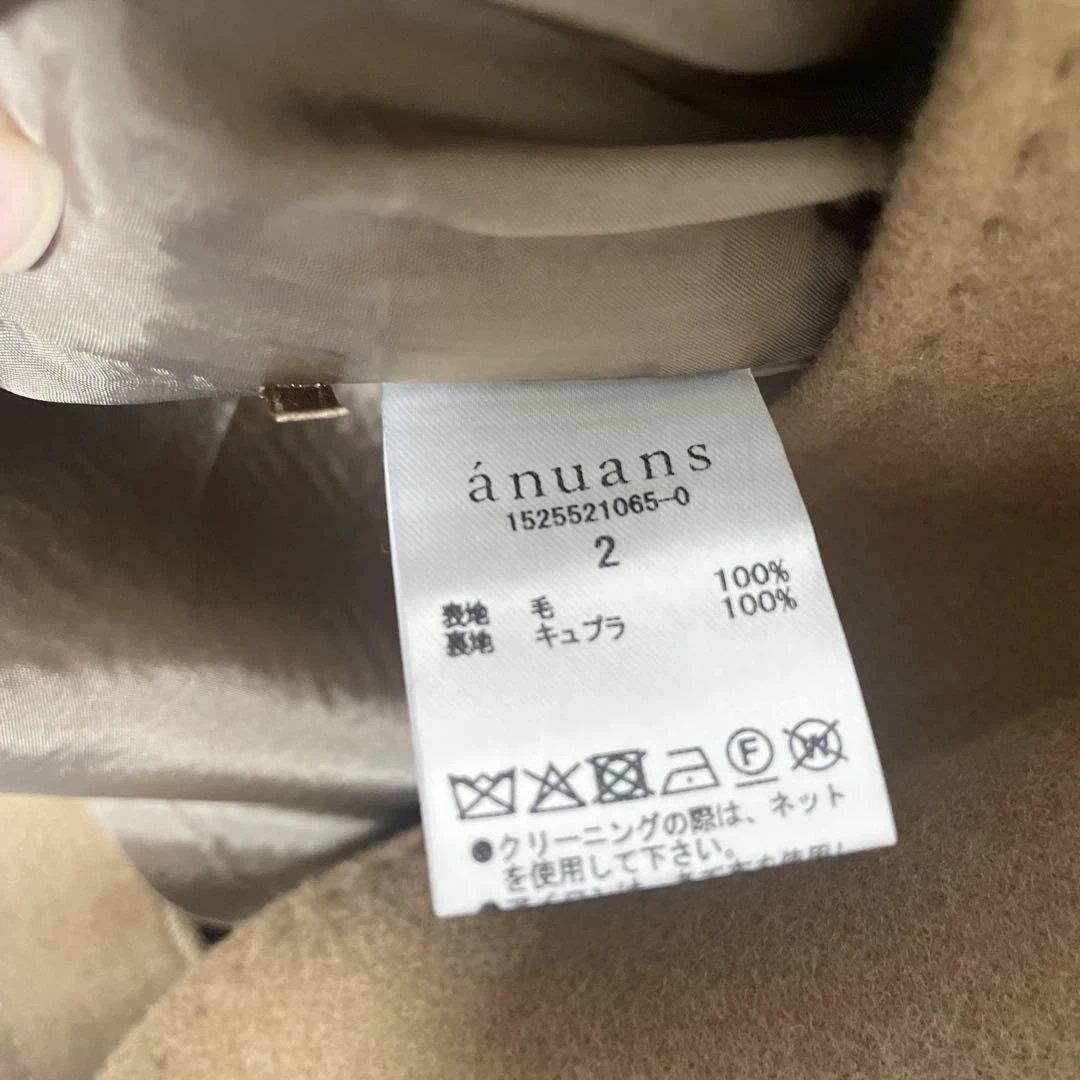 ánuans
1525521065-0
2
表地 毛 100%
裏地 キュプラ 100%
F W
●クリーニングの際は、ネット
を使用して下さい。